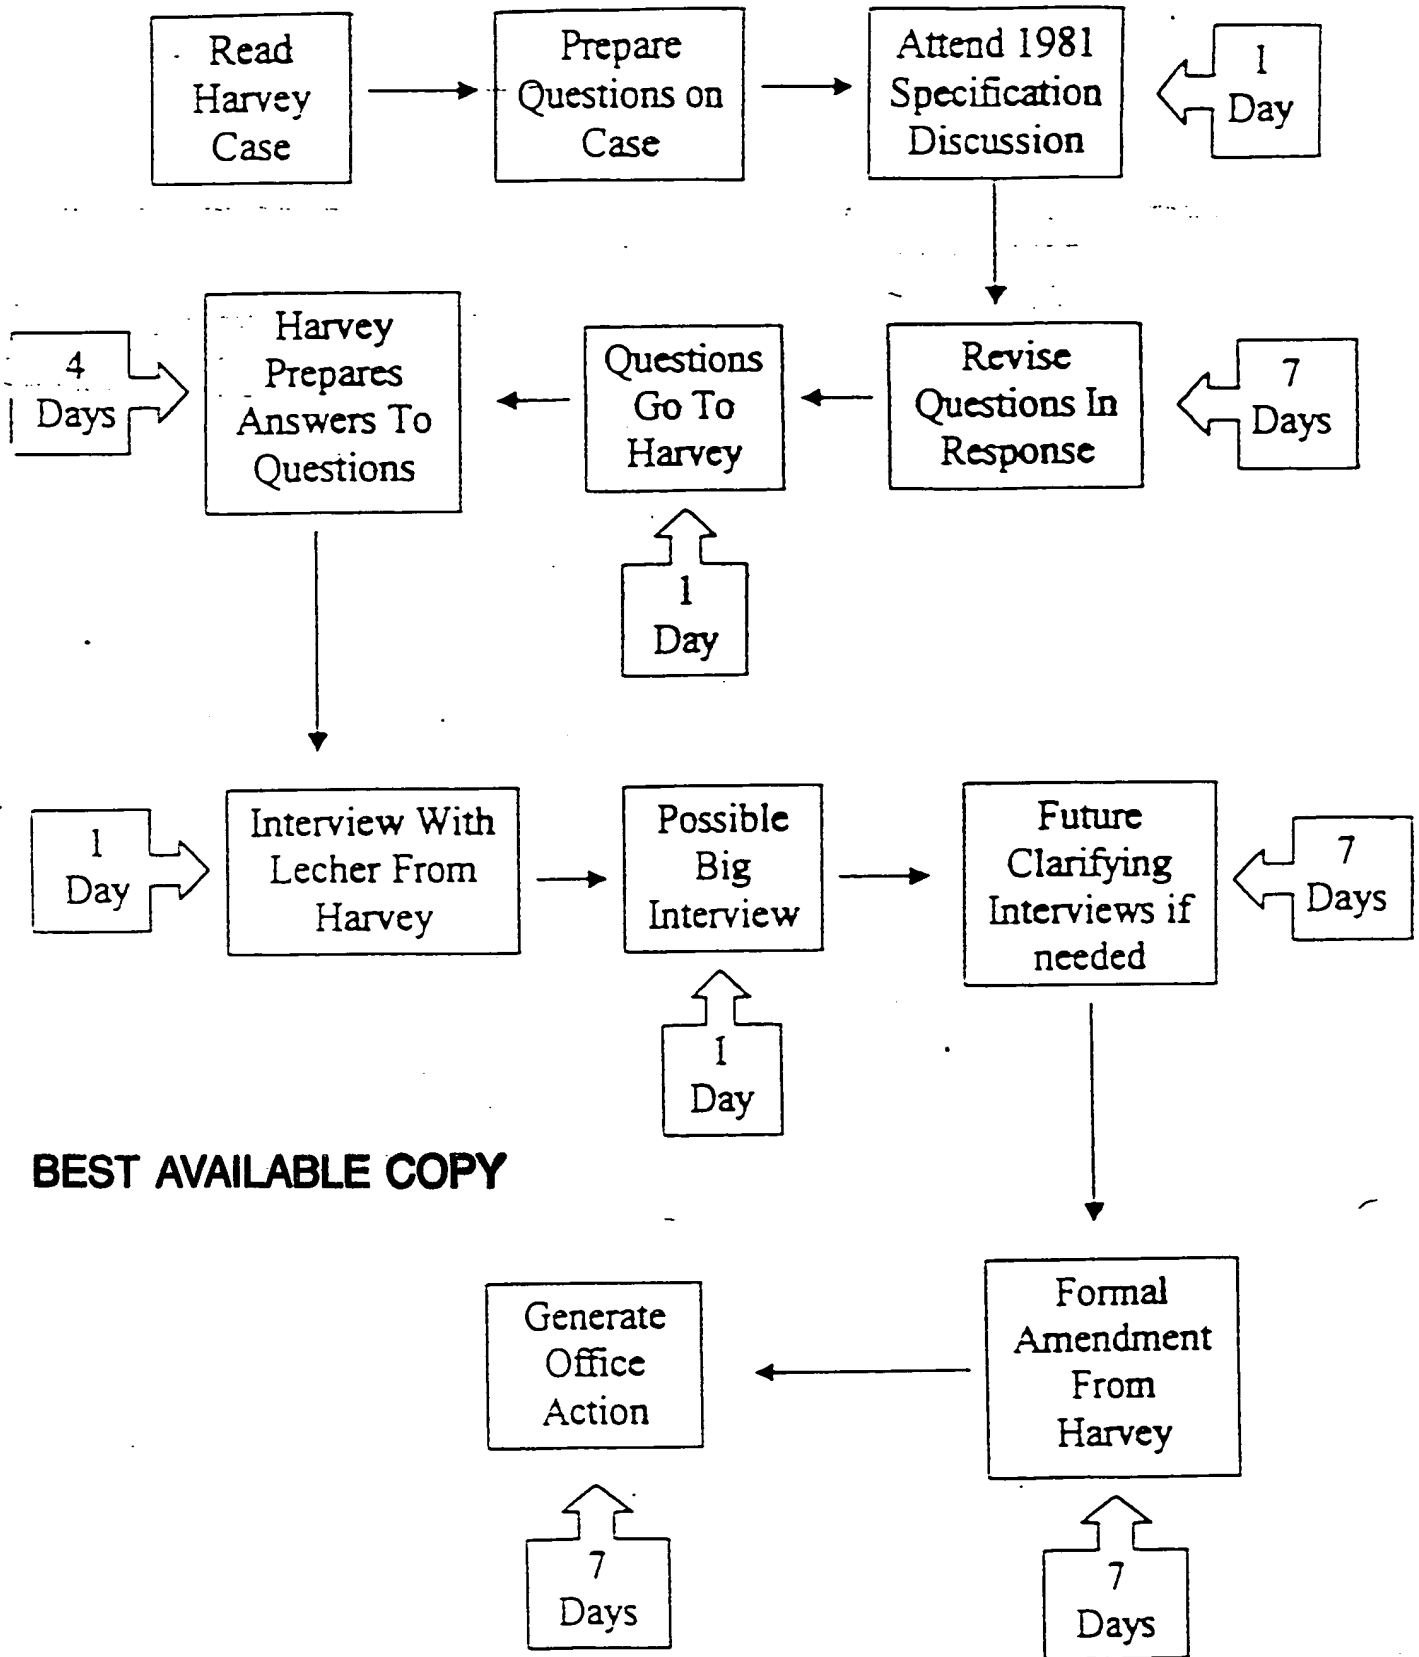 Read
Harvey
Case
Prepare
Questions on
Case
Attend 1981
Specification
Discussion
1
Day
4
Days
Harvey
Prepares
Answers To
Questions
Questions
Go To
Harvey
Revise
Questions In
Response
7
Days
1
Day
1
Day
Interview With
Lecher From
Harvey
Possible
Big
Interview
Future
Clarifying
Interviews if
needed
7
Days
1
Day
BEST AVAILABLE COPY
Generate
Office
Action
Formal
Amendment
From
Harvey
7
Days
7
Days